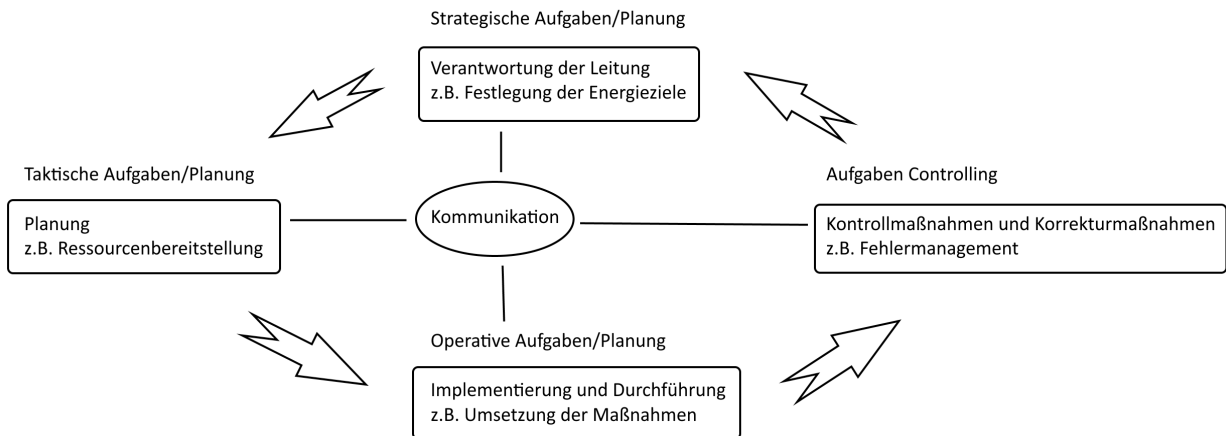 Strategische Aufgaben/Planung
Verantwortung der Leitung
z.B. Festlegung der Energieziele
Taktische Aufgaben/Planung
Planung
z.B. Ressourcenbereitstellung
Kommunikation
Aufgaben Controlling
Kontrollmaßnahmen und Korrekturmaßnahmen
z.B. Fehlermanagement
Operative Aufgaben/Planung
Implementierung und Durchführung
z.B. Umsetzung der Maßnahmen